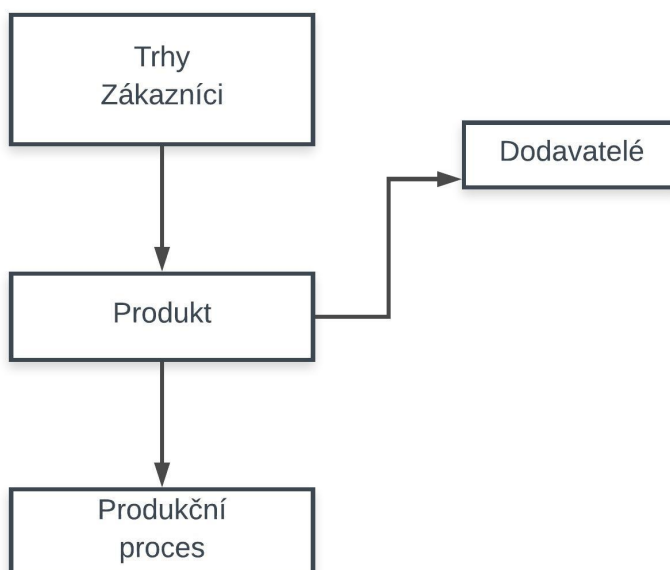 Trhy
Zákazníci
Dodavatelé
Produkt
Produkční
proces